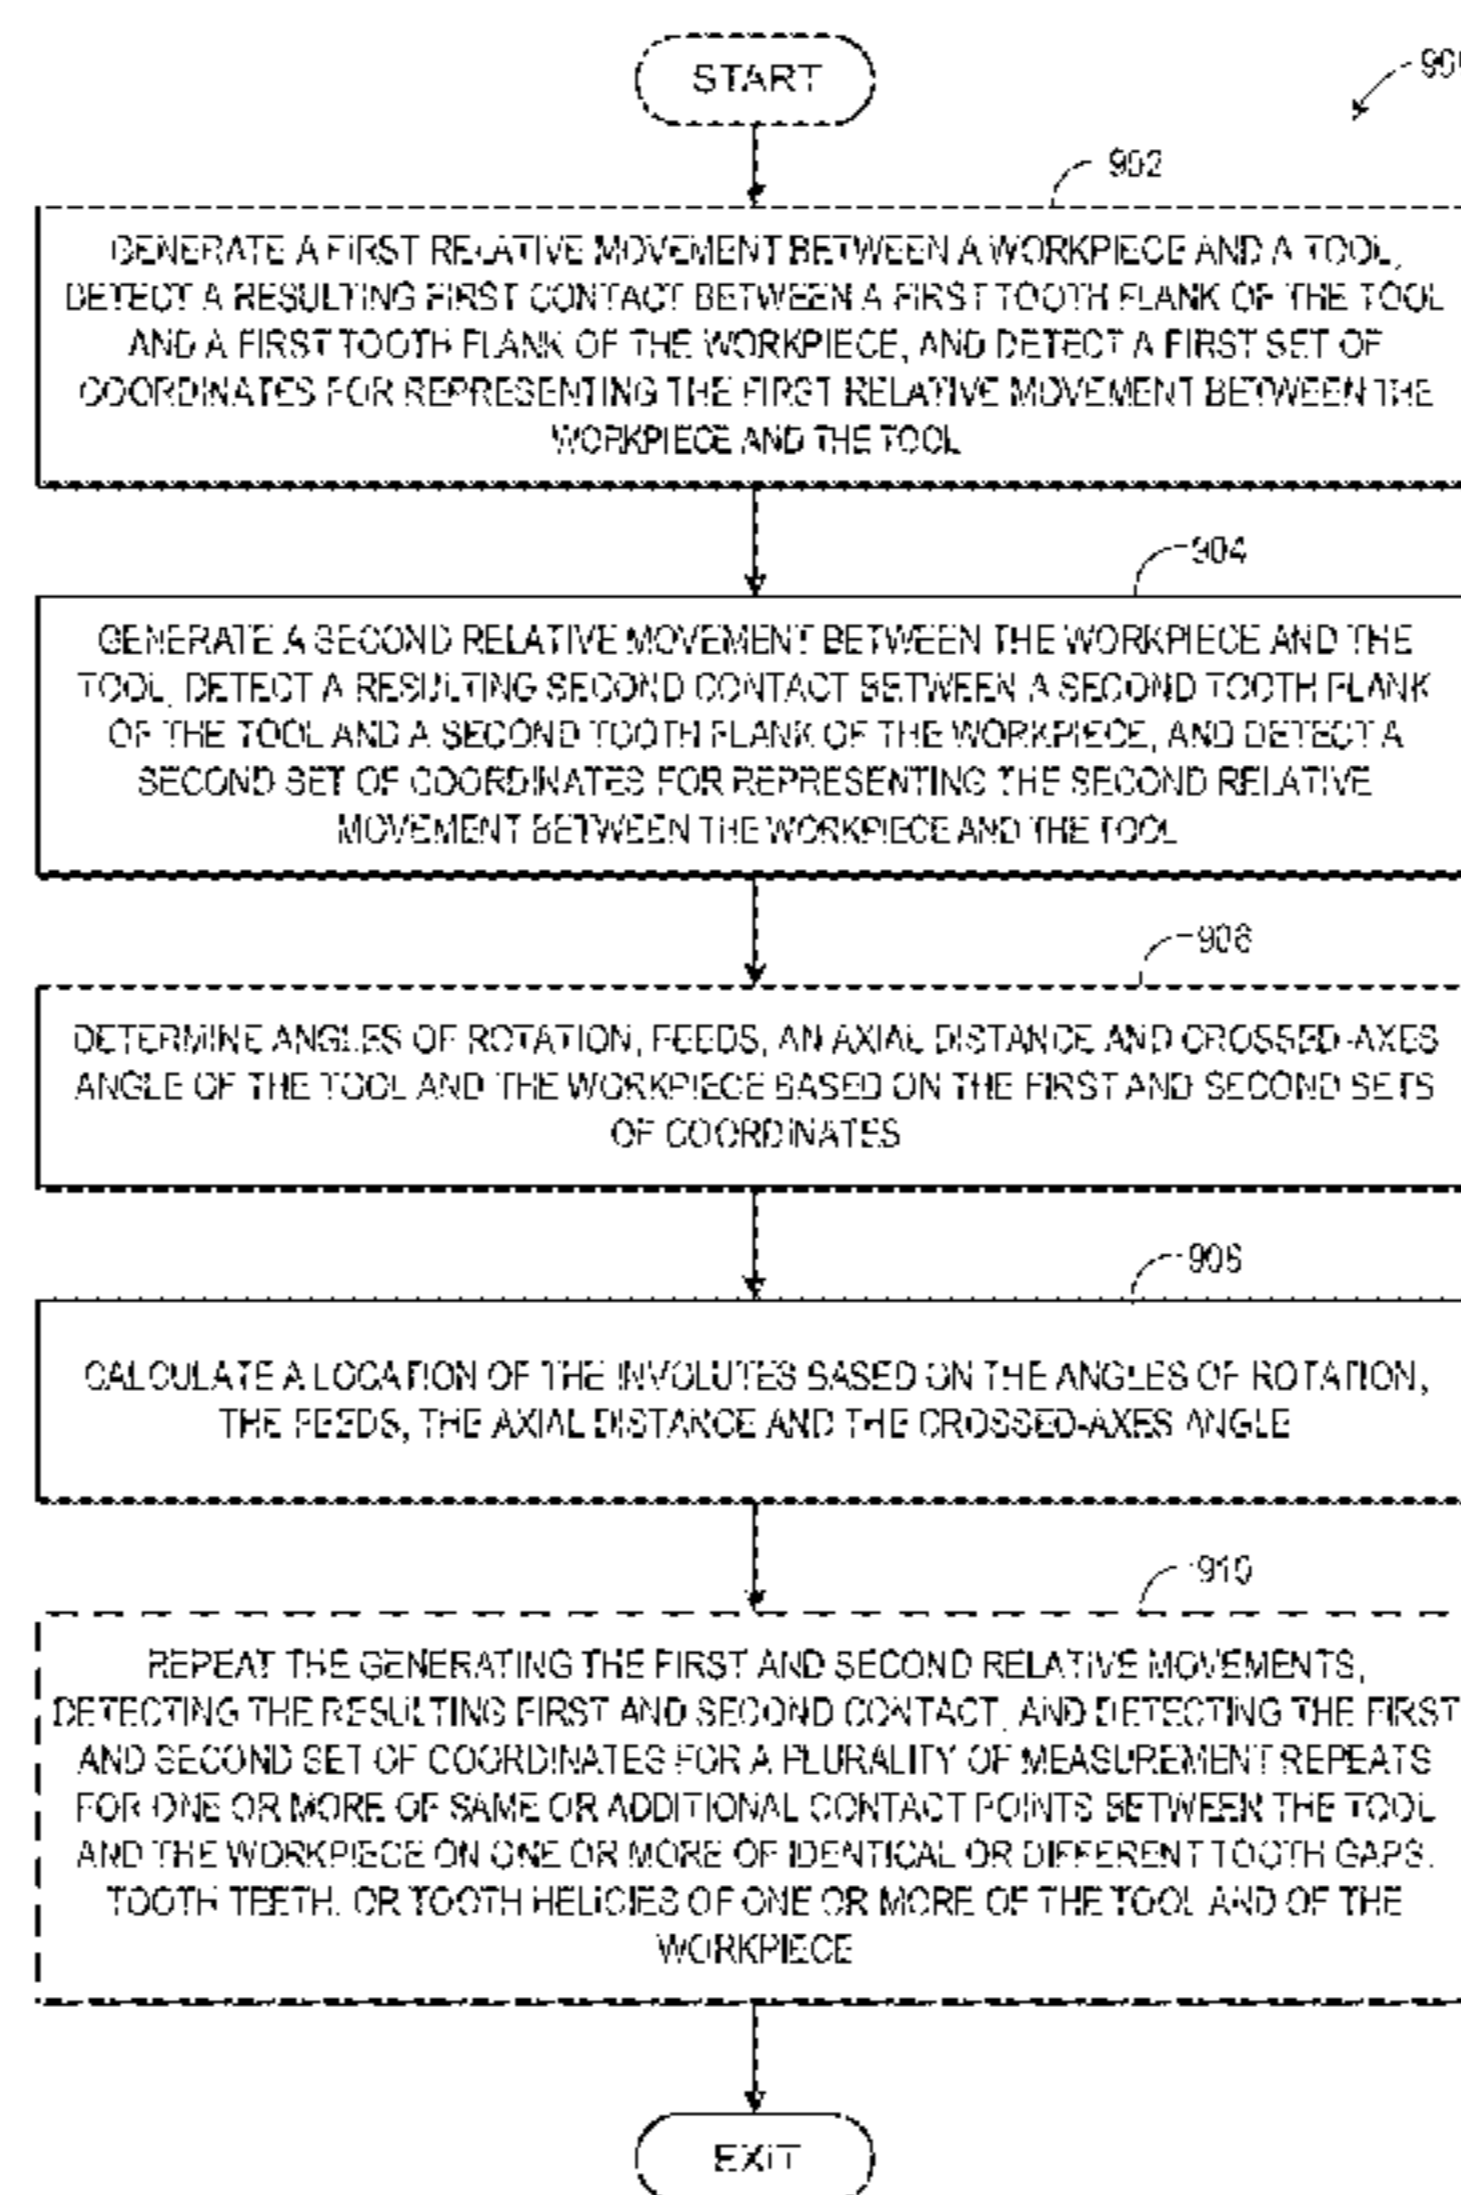 START
902
GENERATE A FIRST RELATIVE MOVEMENT BETWEEN A WORKPIECE AND A TOOL,
DETECT A RESULTING FIRST CONTACT BETWEEN A FIRST TOOTH FLANK OF THE TOOL
AND A FIRST TOOTH FLANK OF THE WORKPIECE, AND DETECT A FIRST SET OF
COORDINATES FOR REPRESENTING THE FIRST RELATIVE MOVEMENT BETWEEN THE
WORKPIECE AND THE TOOL
904
GENERATE A SECOND RELATIVE MOVEMENT BETWEEN THE WORKPIECE AND THE
TOOL, DETECT A RESULTING SECOND CONTACT BETWEEN A SECOND TOOTH FLANK
OF THE TOOL AND A SECOND TOOTH FLANK OF THE WORKPIECE, AND DETECT A
SECOND SET OF COORDINATES FOR REPRESENTING THE SECOND RELATIVE
MOVEMENT BETWEEN THE WORKPIECE AND THE TOOL
DETERMINE ANGLES OF ROTATION, FEEDS, AN AXIAL DISTANCE AND CROSSED-AXES
ANGLE OF THE TOOL AND THE WORKPIECE BASED ON THE FIRST AND SECOND SETS
OF COORDINATES
CALCULATE A LOCATION OF THE INVOLUTES BASED ON THE ANGLES OF ROTATION,
THE FEEDS, THE AXIAL DISTANCE AND THE CROSSED-AXES ANGLE
910
REPEAT THE GENERATING THE FIRST AND SECOND RELATIVE MOVEMENTS,
DETECTING THE RESULTING FIRST AND SECOND CONTACT, AND DETECTING THE FIRST
AND SECOND SET OF COORDINATES FOR A PLURALITY OF MEASUREMENT REPEATS
FOR ONE OR MORE OF SAME OR ADDITIONAL CONTACT POINTS BETWEEN THE TOOL
AND THE WORKPIECE ON ONE OR MORE OF IDENTICAL OR DIFFERENT TOOTH GAPS,
TOOTH TEETH, OR TOOTH HELICIES OF ONE OR MORE OF THE TOOL AND OF THE
WORKPIECE
EXIT